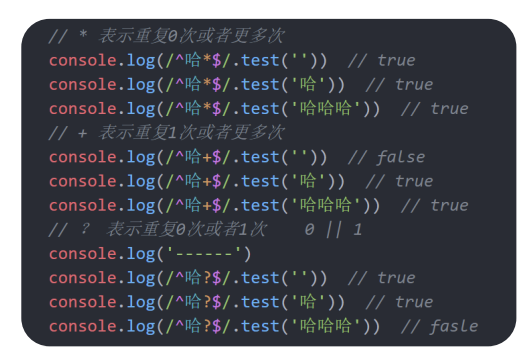 // * 表示重复0次或者更多次
console.log(/^哈*$/.test(''))  // true
console.log(/^哈*$/.test('哈'))  // true
console.log(/^哈*$/.test('哈哈哈'))  // true
// + 表示重复1次或者更多次
console.log(/^哈+$/.test(''))  // false
console.log(/^哈+$/.test('哈'))  // true
console.log(/^哈+$/.test('哈哈哈'))  // true
// ? 表示重复0次或者1次    0 || 1
console.log('------')
console.log(/^哈?$/.test(''))  // true
console.log(/^哈?$/.test('哈'))  // true
console.log(/^哈?$/.test('哈哈哈'))  // fasle